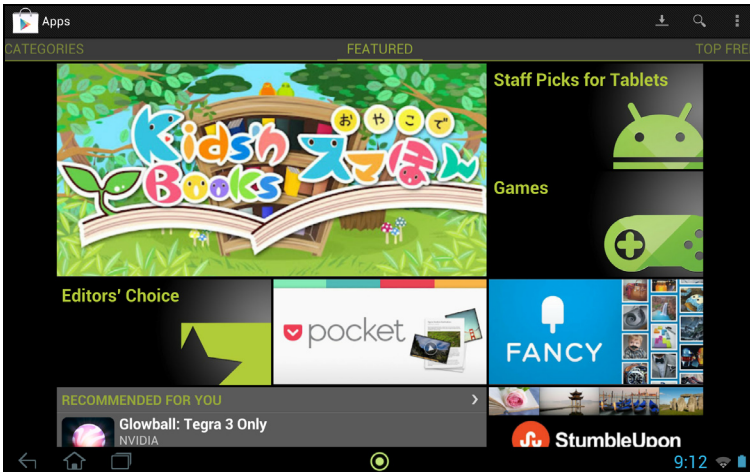 Apps
CATEGORIES
FEATURED
TOP FRE
Kids'n
Books
おやこで
スマほん
Staff Picks for Tablets
Games
Editors' Choice
pocket
FANCY
RECOMMENDED FOR YOU
Glowball: Tegra 3 Only
NVIDIA
StumbleUpon
9:12